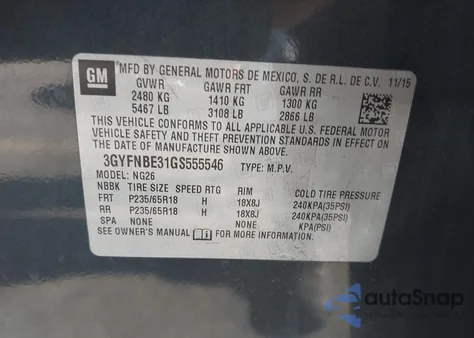 GM
MFD BY GENERAL MOTORS DE MEXICO, S. DE R.L. DE C.V. 11/15
GVWR GAWR FRT GAWR RR
2480 KG 1410 KG 1300 KG
5467 LB 3108 LB 2866 LB
THIS VEHICLE CONFORMS TO ALL APPLICABLE U.S. FEDERAL MOTOR
VEHICLE SAFETY AND THEFT PREVENTION STANDARDS IN EFFECT ON
THE DATE OF MANUFACTURE SHOWN ABOVE.
3GYFNBE31GS555546 TYPE: M.P.V.
MODEL: NG26
NBBK TIRE SIZE SPEED RTG RIM COLD TIRE PRESSURE
FRT P235/65R18 H 18X8J 240KPA(35PSI)
RR P235/65R18 H 18X8J 240KPA(35PSI)
SPA NONE NONE KPA(PSI)
SEE OWNER'S MANUAL FOR MORE INFORMATION.
autoSnap